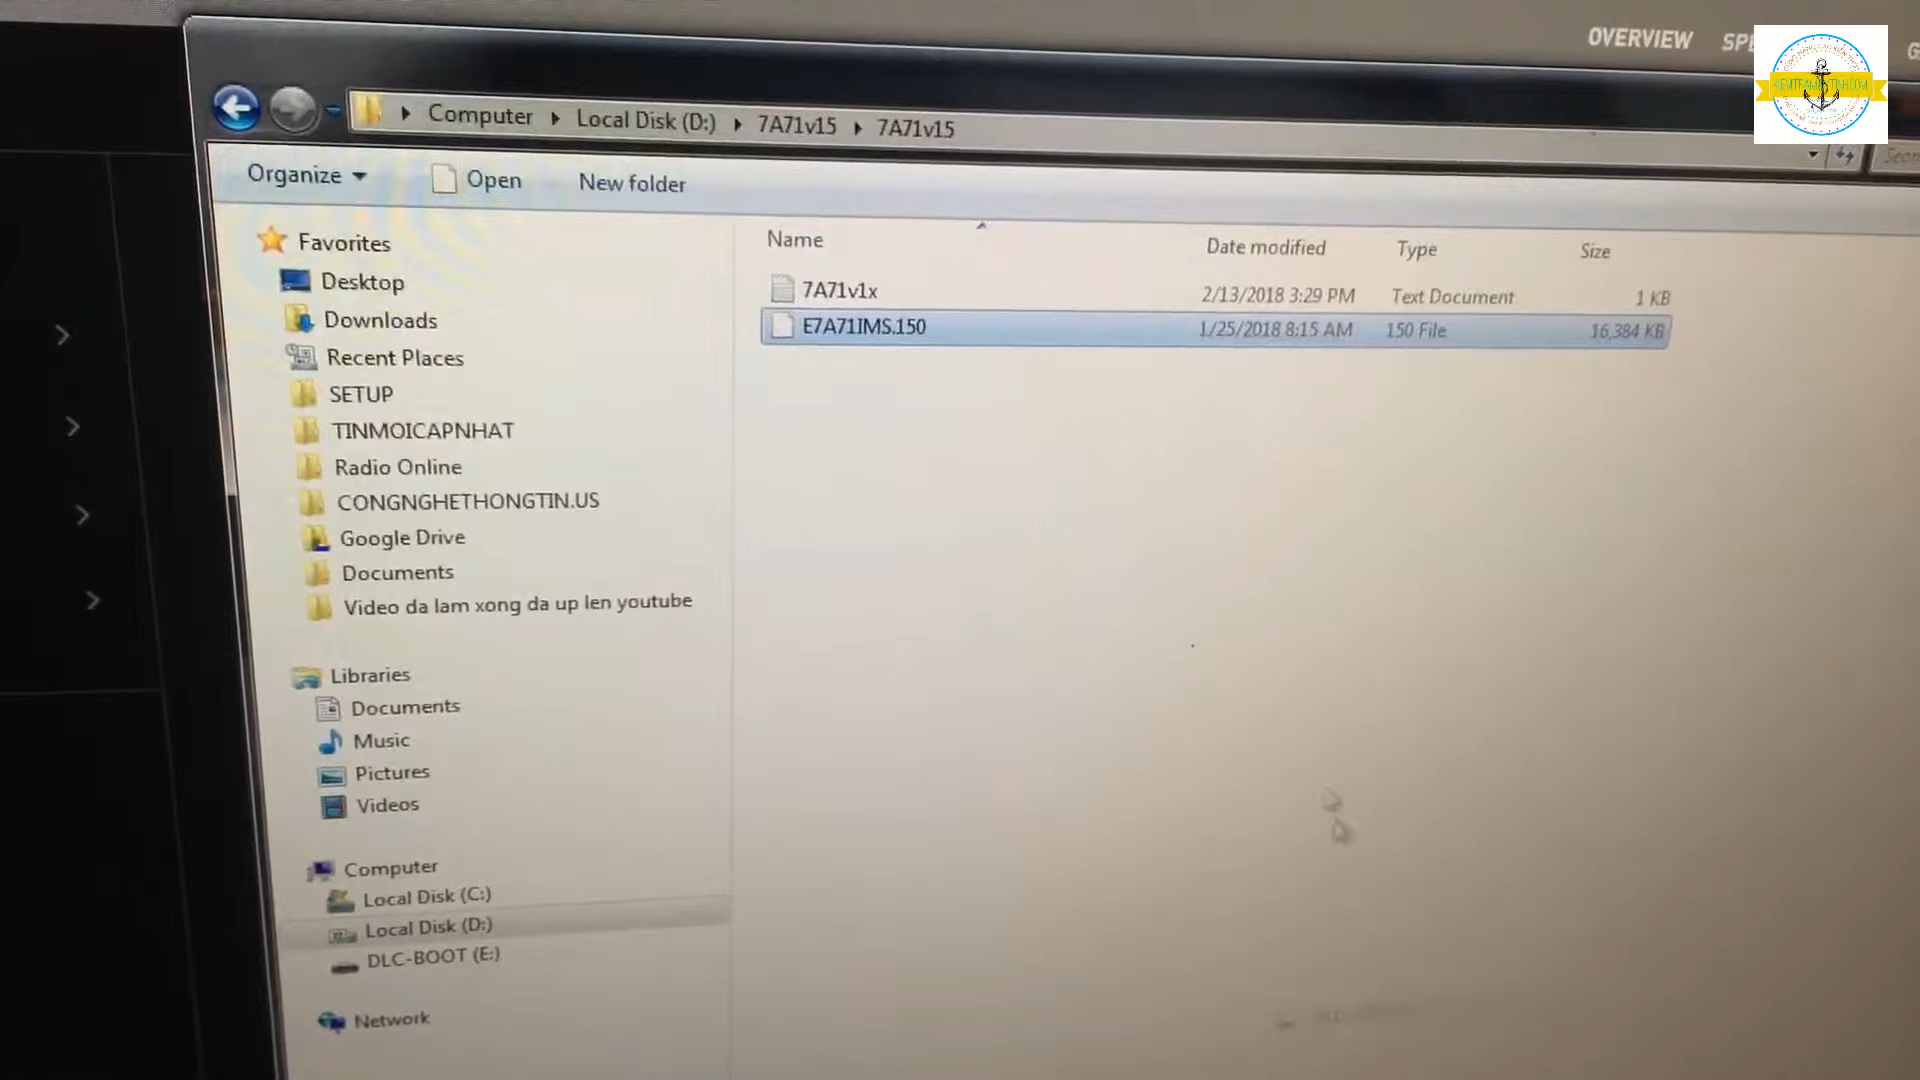 OVERVIEW
Computer Local Disk (D:) 7A71v15 7A71v15
Organize Open New folder
Name Date modified Type Size
7A71v1x 2/13/2018 3:29 PM Text Document 1 KB
E7A71IMS.150 1/25/2018 8:15 AM 150 File 16,384 KB
Favorites
Desktop
Downloads
Recent Places
SETUP
TINMOICAPNHAT
Radio Online
CONGNGHETHONGTIN.US
Google Drive
Documents
Video da lam xong da up len youtube
Libraries
Documents
Music
Pictures
Videos
Computer
Local Disk (C:)
Local Disk (D:)
DLC-BOOT (E:)
Network